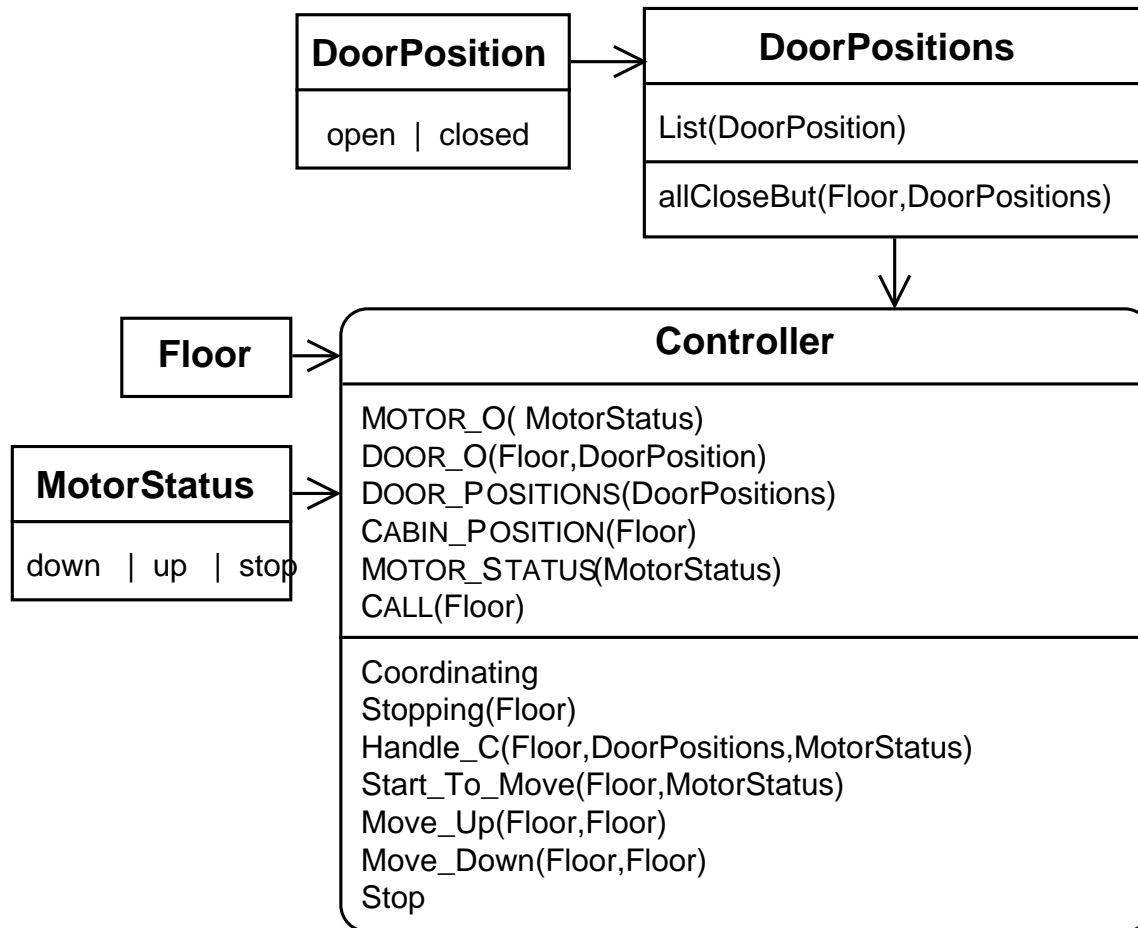 DoorPosition
open | closed
DoorPositions
List(DoorPosition)
allCloseBut(Floor,DoorPositions)
Floor
MotorStatus
down | up | stop
Controller
MOTOR_O( MotorStatus)
DOOR_O(Floor,DoorPosition)
DOOR_POSITIONS(DoorPositions)
CABIN_POSITION(Floor)
MOTOR_STATUS(MotorStatus)
CALL(Floor)
Coordinating
Stopping(Floor)
Handle_C(Floor,DoorPositions,MotorStatus)
Start_To_Move(Floor,MotorStatus)
Move_Up(Floor,Floor)
Move_Down(Floor,Floor)
Stop